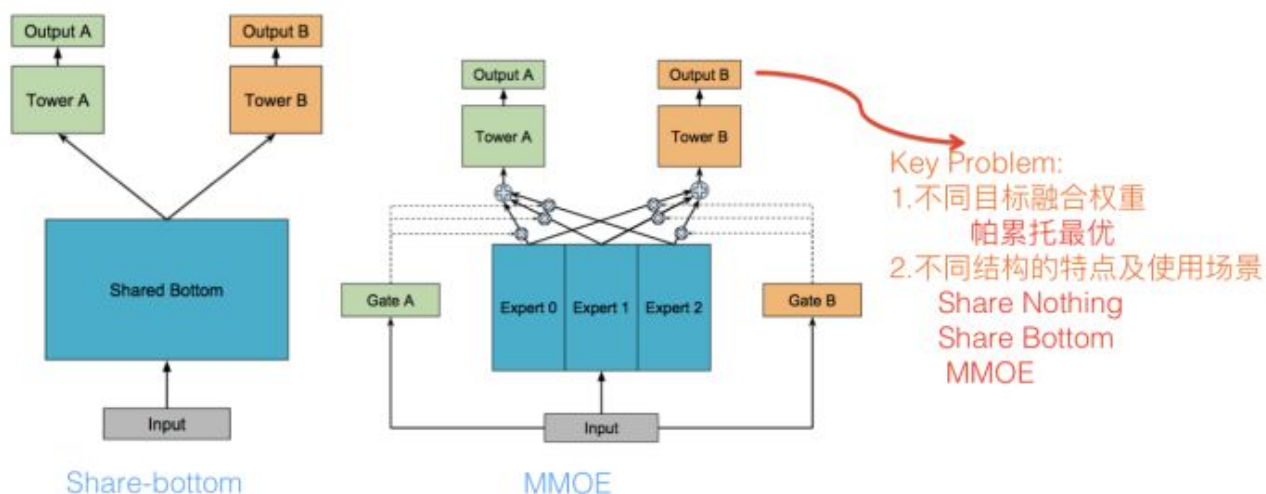 Output A
Output B
Tower A
Tower B
Shared Bottom
Input
Share-bottom
Output A
Output B
Tower A
Tower B
Gate A
Expert 0
Expert 1
Expert 2
Gate B
Input
MMOE
Key Problem:
1.不同目标融合权重
帕累托最优
2.不同结构的特点及使用场景
Share Nothing
Share Bottom
MMOE